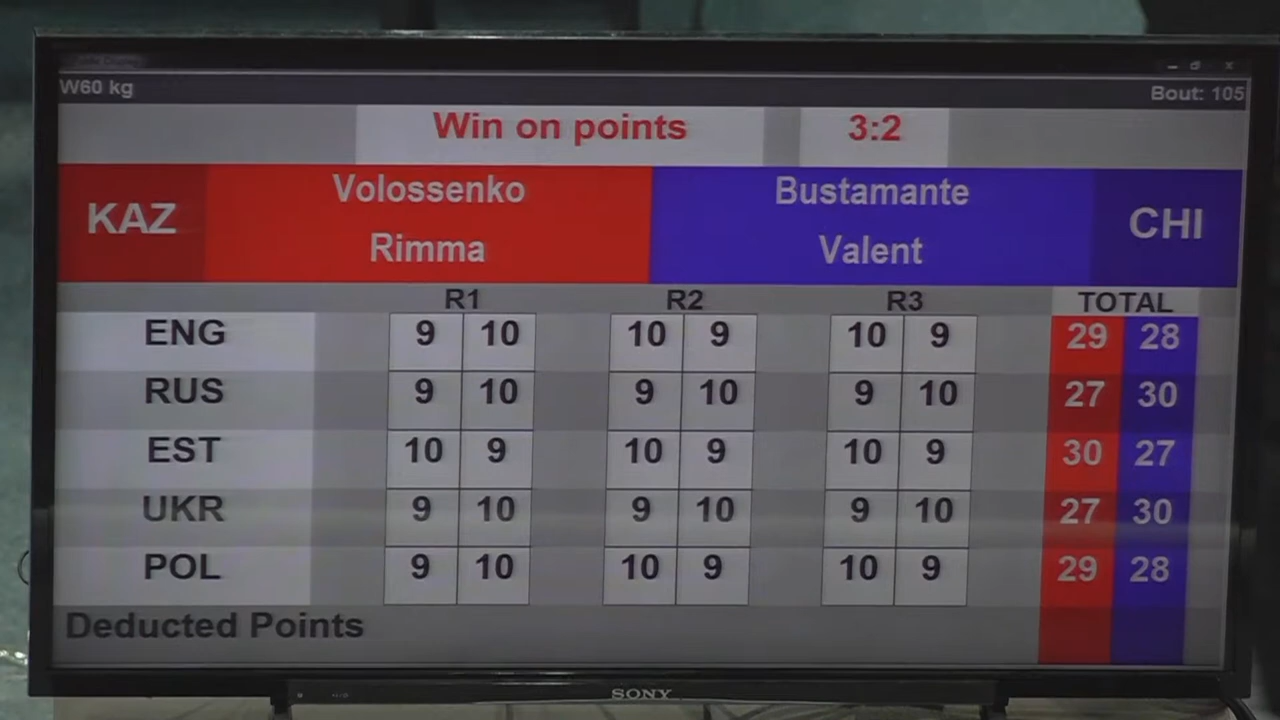 W60 kg Bout: 105
Win on points 3:2
KAZ Volossenko Rimma Bustamante Valent CHI
R1 R2 R3 TOTAL
ENG 9 10 10 9 10 9 29 28
RUS 9 10 9 10 9 10 27 30
EST 10 9 10 9 10 9 30 27
UKR 9 10 9 10 9 10 27 30
POL 9 10 10 9 10 9 29 28
Deducted Points
SONY